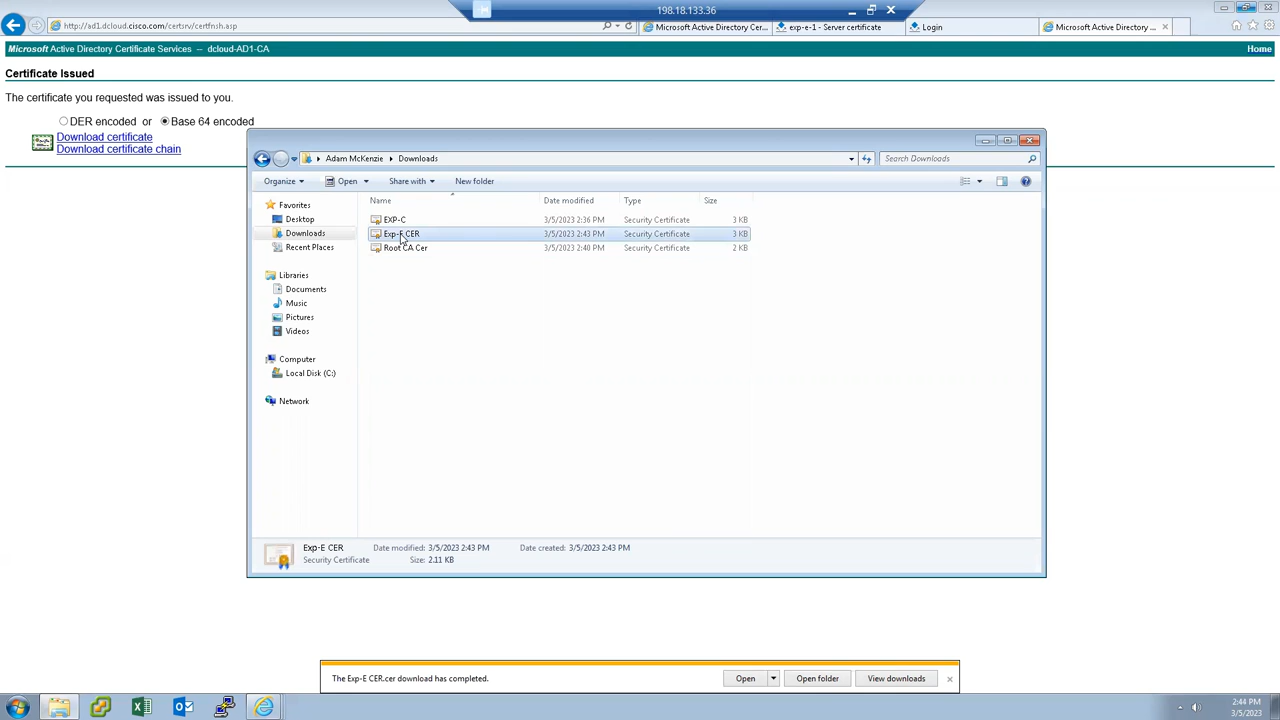 198.18.133.36
http://ad1.dcloud.cisco.com/certsrv/certfnsh.asp
Microsoft Active Directory Cer...
exp-e-1 - Server certificate
Login
Microsoft Active Directory ...
Microsoft Active Directory Certificate Services -- dcloud-AD1-CA
Home
Certificate Issued
The certificate you requested was issued to you.
DER encoded or Base 64 encoded
Download certificate
Download certificate chain
Adam McKenzie Downloads
Search Downloads
Organize Open Share with New folder
Name Date modified Type Size
Favorites
Desktop
Downloads
Recent Places
Libraries
Documents
Music
Pictures
Videos
Computer
Local Disk (C:)
Network
EXP-C 3/5/2023 2:36 PM Security Certificate 3 KB
Exp-E CER 3/5/2023 2:43 PM Security Certificate 3 KB
Root CA Cer 3/5/2023 2:40 PM Security Certificate 2 KB
Exp-E CER Date modified: 3/5/2023 2:43 PM Date created: 3/5/2023 2:43 PM
Security Certificate Size: 2.11 KB
The Exp-E CER.cer download has completed.
Open
Open folder
View downloads
2:44 PM
3/5/2023